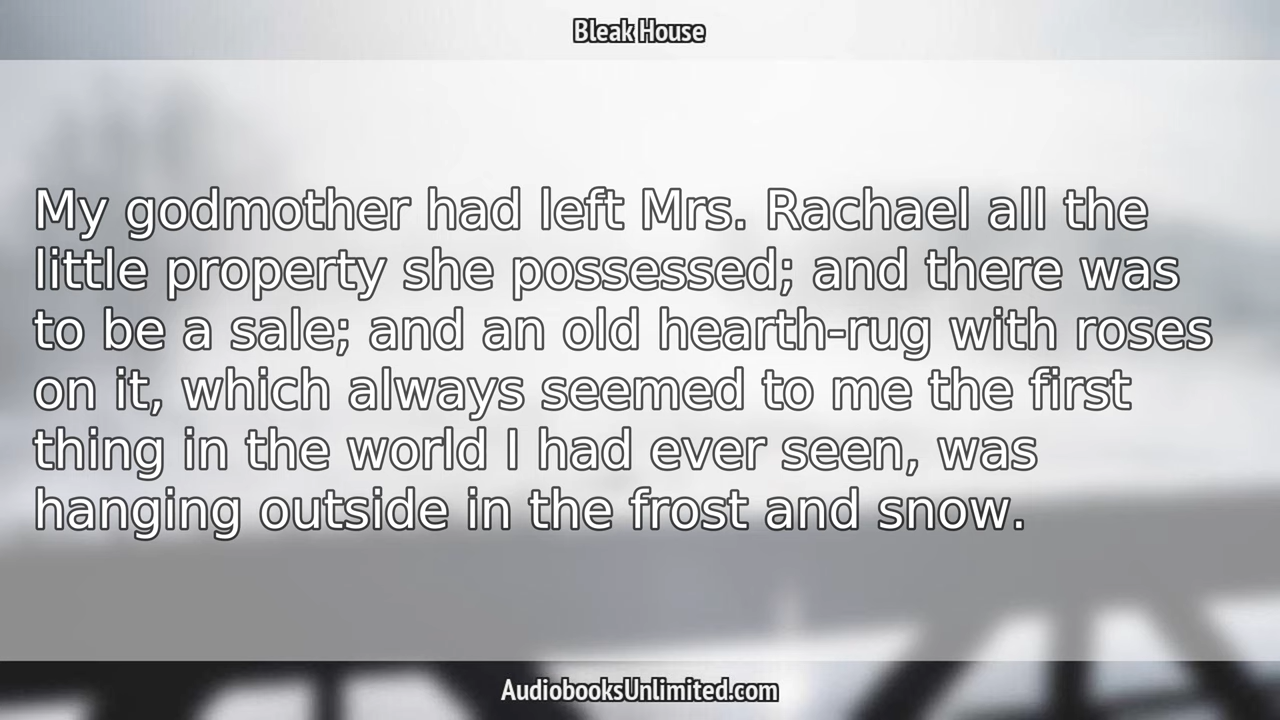 Bleak House
My godmother had left Mrs. Rachael all the
little property she possessed; and there was
to be a sale; and an old hearth-rug with roses
on it, which always seemed to me the first
thing in the world I had ever seen, was
hanging outside in the frost and snow.
AudiobooksUnlimited.com